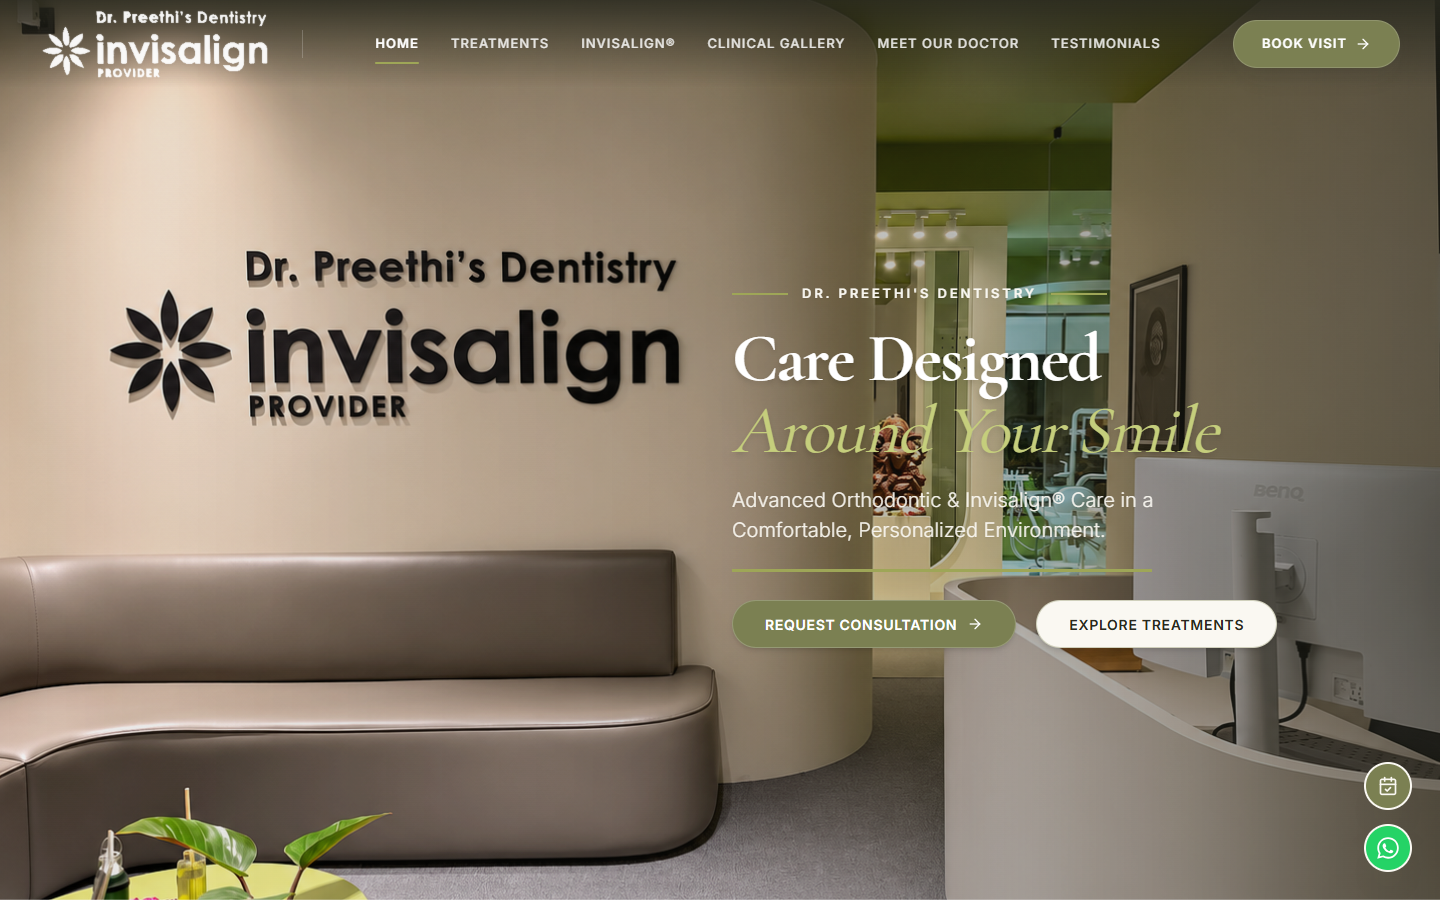 Dr. Preethi's Dentistry
invisalign
PROVIDER
HOME
TREATMENTS
INVISALIGN®
CLINICAL GALLERY
MEET OUR DOCTOR
TESTIMONIALS
BOOK VISIT
Dr. Preethi's Dentistry
invisalign
PROVIDER
DR. PREETHI'S DENTISTRY
Care Designed
Around Your Smile
Advanced Orthodontic & Invisalign® Care in a
Comfortable, Personalized Environment.
REQUEST CONSULTATION
EXPLORE TREATMENTS
BenQ